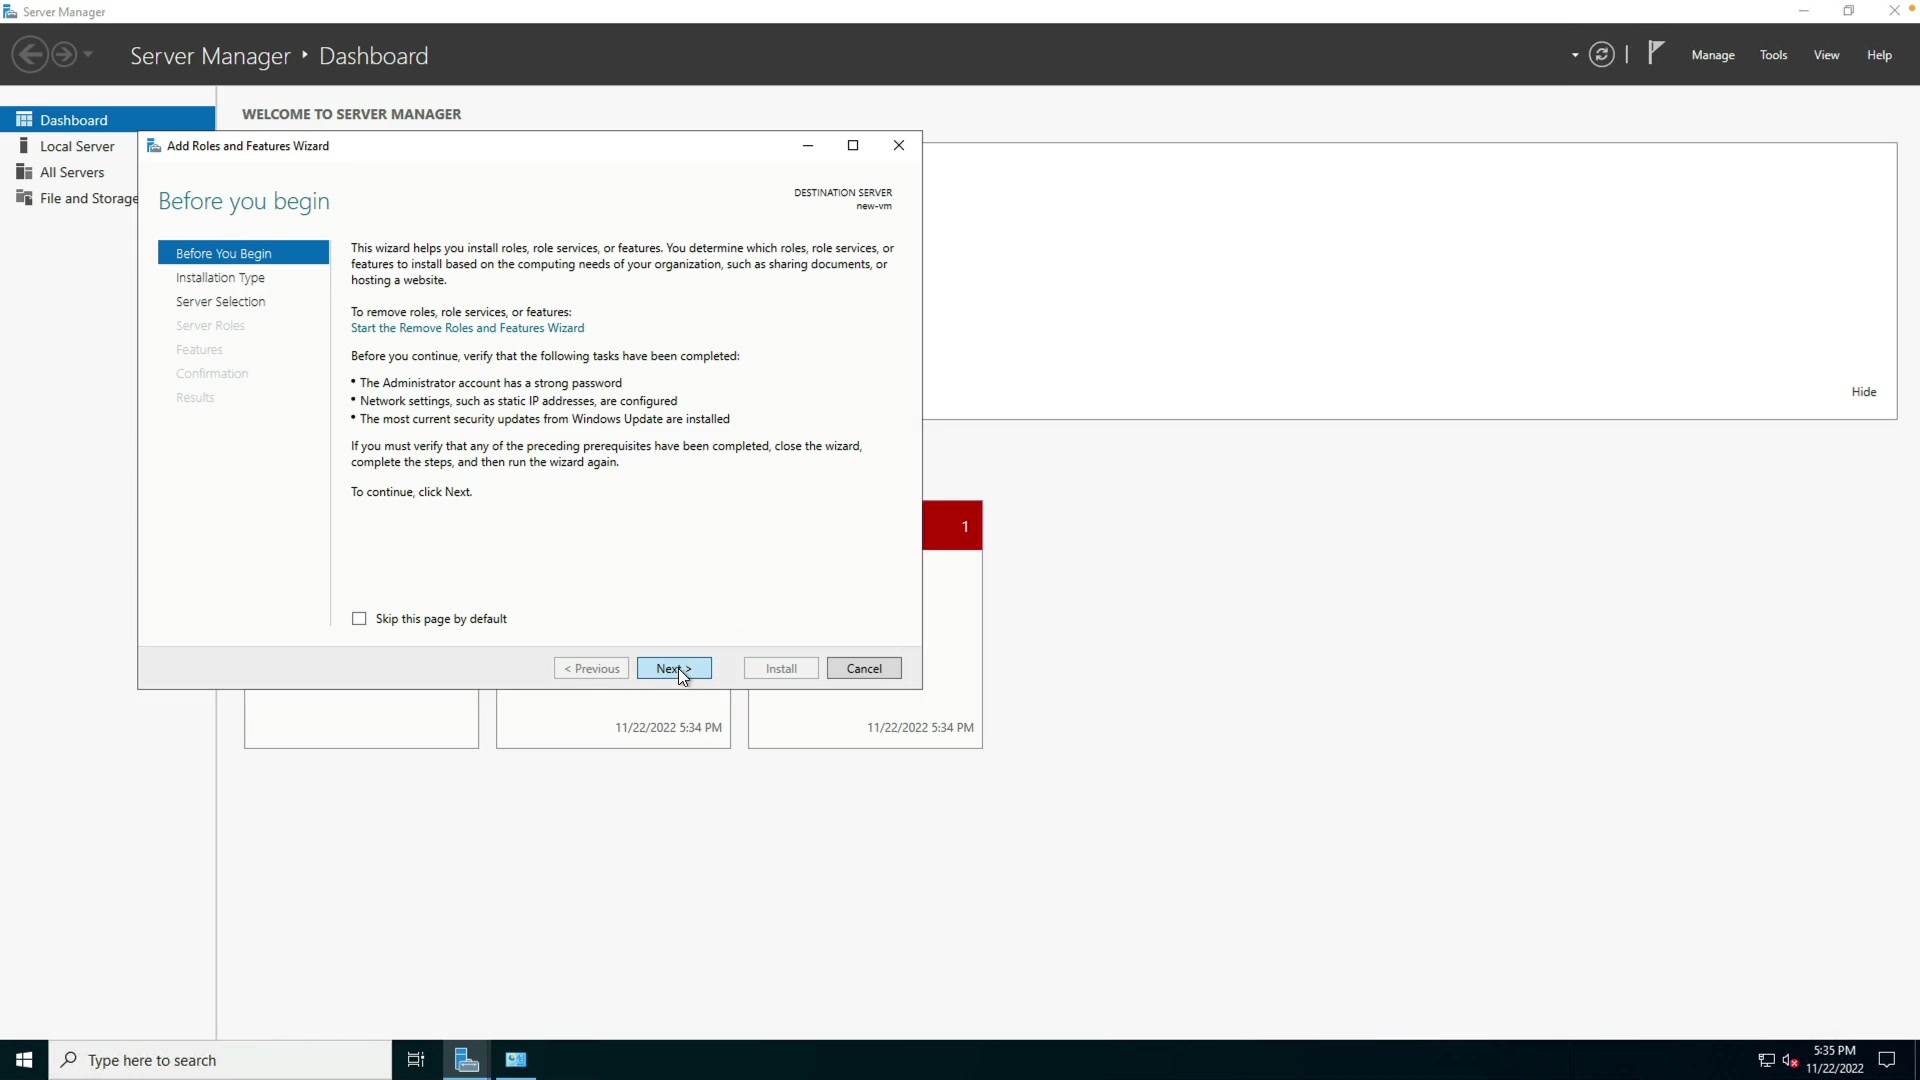 Server Manager
Server Manager ‣ Dashboard
Manage Tools View Help
Dashboard
Local Server
All Servers
File and Storage
WELCOME TO SERVER MANAGER
Add Roles and Features Wizard
Before you begin
DESTINATION SERVER
new-vm
Before You Begin
Installation Type
Server Selection
Server Roles
Features
Confirmation
Results
This wizard helps you install roles, role services, or features. You determine which roles, role services, or
features to install based on the computing needs of your organization, such as sharing documents, or
hosting a website.
To remove roles, role services, or features:
Start the Remove Roles and Features Wizard
Before you continue, verify that the following tasks have been completed:
• The Administrator account has a strong password
• Network settings, such as static IP addresses, are configured
• The most current security updates from Windows Update are installed
If you must verify that any of the preceding prerequisites have been completed, close the wizard,
complete the steps, and then run the wizard again.
To continue, click Next.
Skip this page by default
< Previous Next > Install Cancel
Hide
1
11/22/2022 5:34 PM
11/22/2022 5:34 PM
Type here to search
5:35 PM
11/22/2022